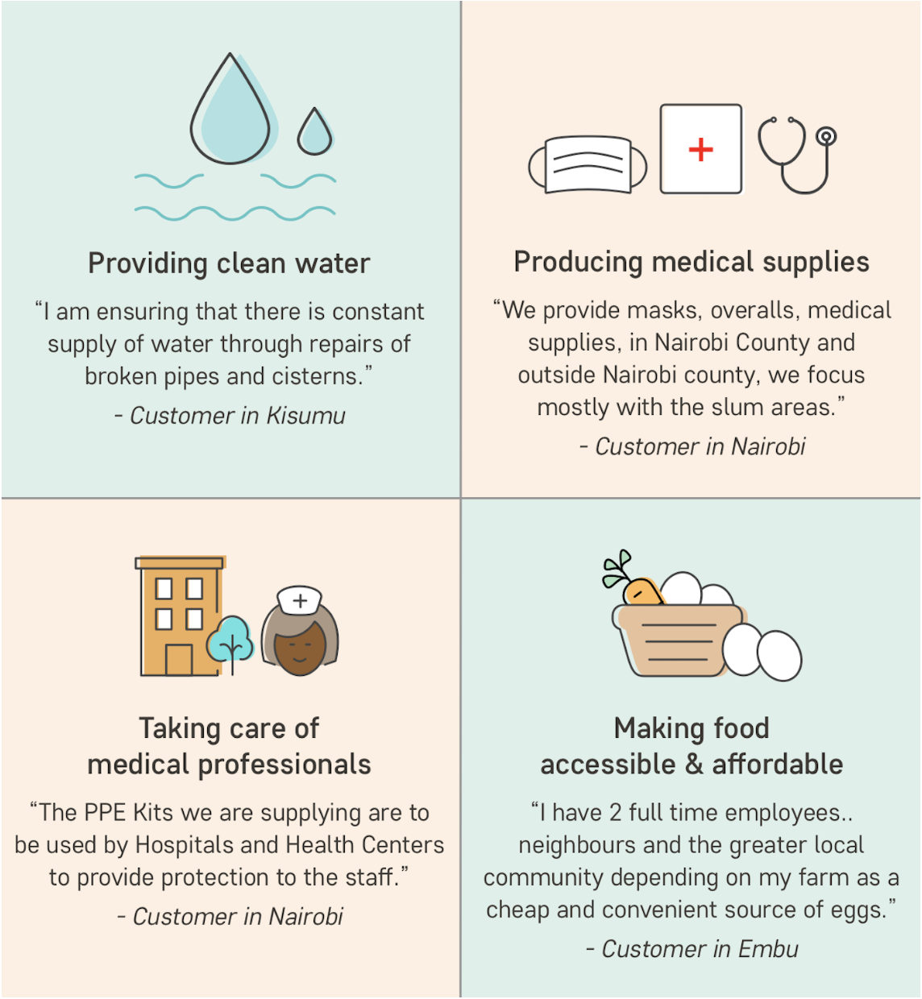 Providing clean water
“I am ensuring that there is constant
supply of water through repairs of
broken pipes and cisterns.”
- Customer in Kisumu
Producing medical supplies
“We provide masks, overalls, medical
supplies, in Nairobi County and
outside Nairobi county, we focus
mostly with the slum areas.”
- Customer in Nairobi
Taking care of
medical professionals
“The PPE Kits we are supplying are to
be used by Hospitals and Health Centers
to provide protection to the staff.”
- Customer in Nairobi
Making food
accessible & affordable
“I have 2 full time employees..
neighbours and the greater local
community depending on my farm as a
cheap and convenient source of eggs.”
- Customer in Embu